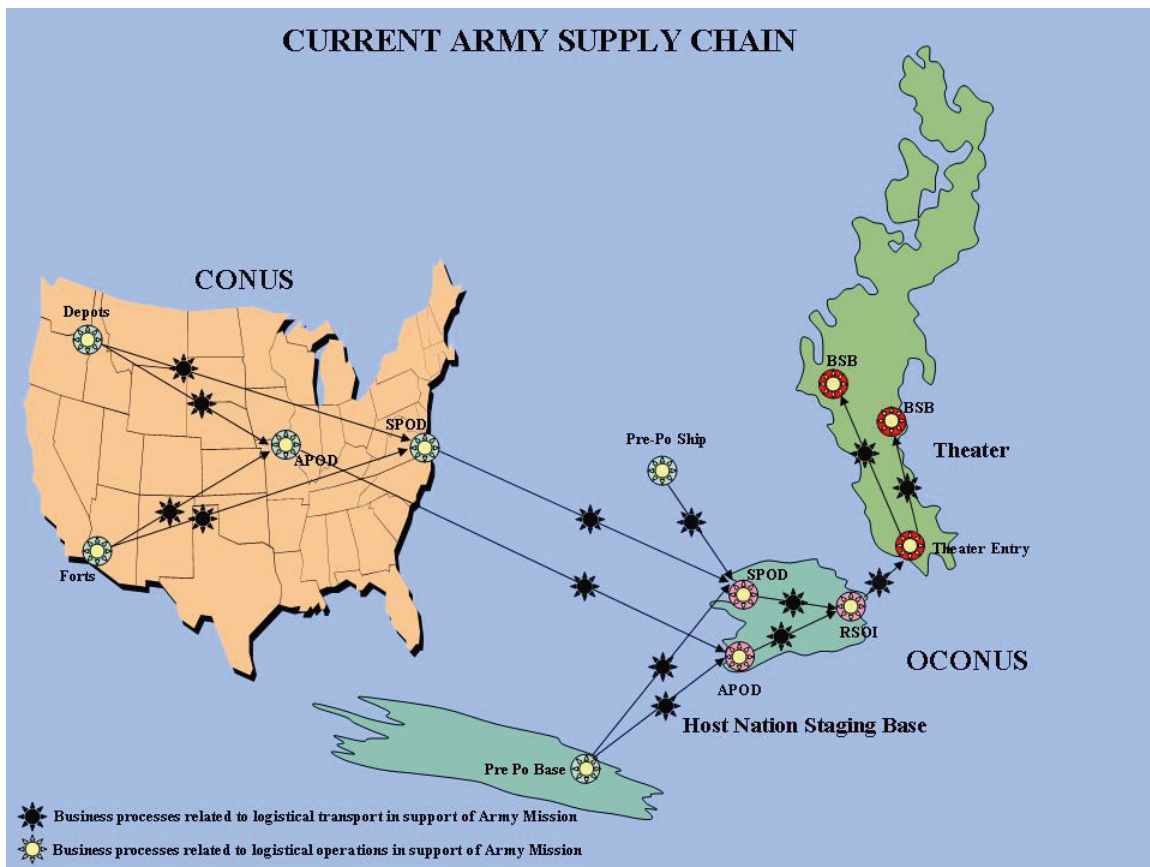 CURRENT ARMY SUPPLY CHAIN
CONUS
Depots
SPOD
APOD
Forts
Pre-Po Ship
BSB
BSB
Theater
Theater Entry
SPOD
RSOI
APOD
OCONUS
Host Nation Staging Base
Pre Po Base
Business processes related to logistical transport in support of Army Mission
Business processes related to logistical operations in support of Army Mission